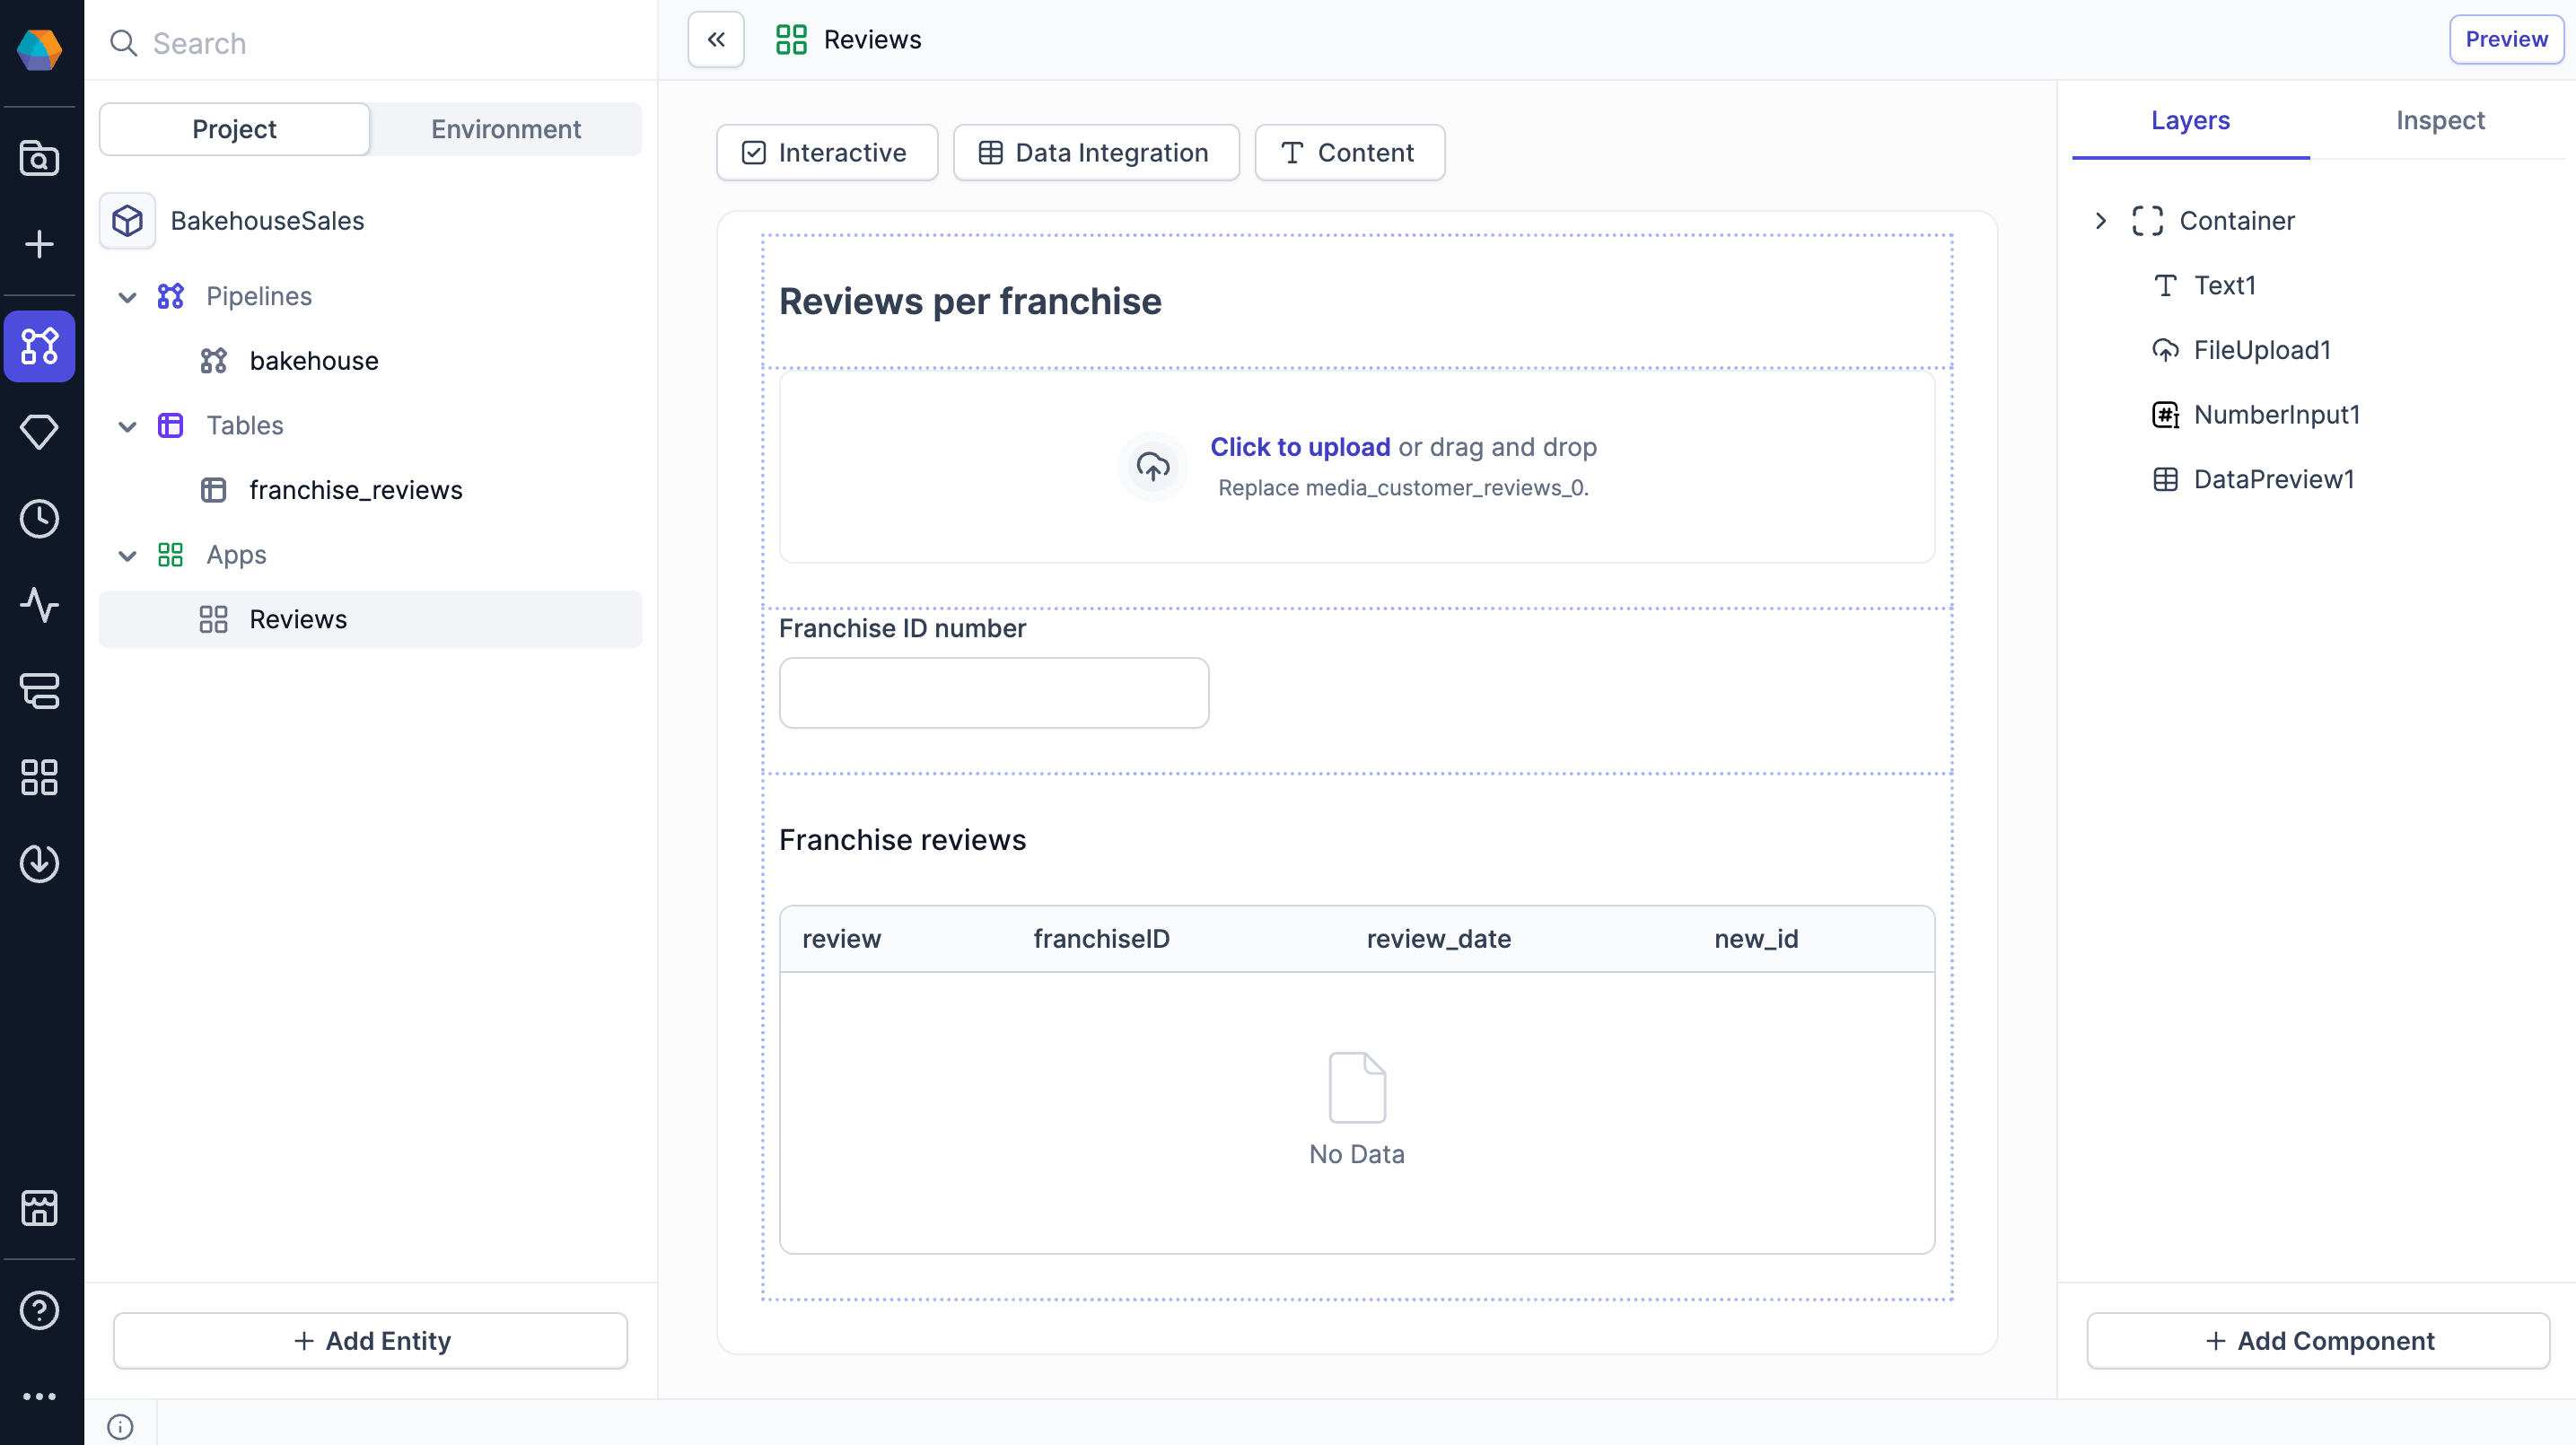 Search
Project
Environment
BakehouseSales
Pipelines
bakehouse
Tables
franchise_reviews
Apps
Reviews
+ Add Entity
Reviews
Preview
Interactive
Data Integration
Content
Reviews per franchise
Click to upload or drag and drop
Replace media_customer_reviews_0.
Franchise ID number
Franchise reviews
review franchiseID review_date new_id
No Data
Layers
Inspect
Container
Text1
FileUpload1
NumberInput1
DataPreview1
+ Add Component